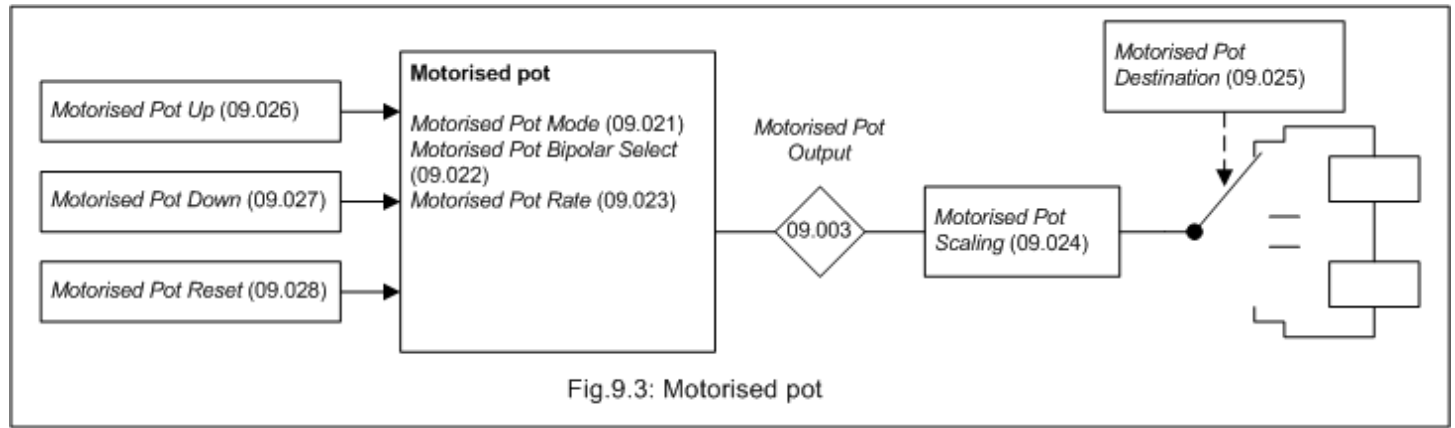 Motorised Pot Up (09.026)
Motorised Pot Down (09.027)
Motorised Pot Reset (09.028)
Motorised pot
Motorised Pot Mode (09.021)
Motorised Pot Bipolar Select
(09.022)
Motorised Pot Rate (09.023)
Motorised Pot
Output
09.003
Motorised Pot
Scaling (09.024)
Motorised Pot
Destination (09.025)
Fig.9.3: Motorised pot